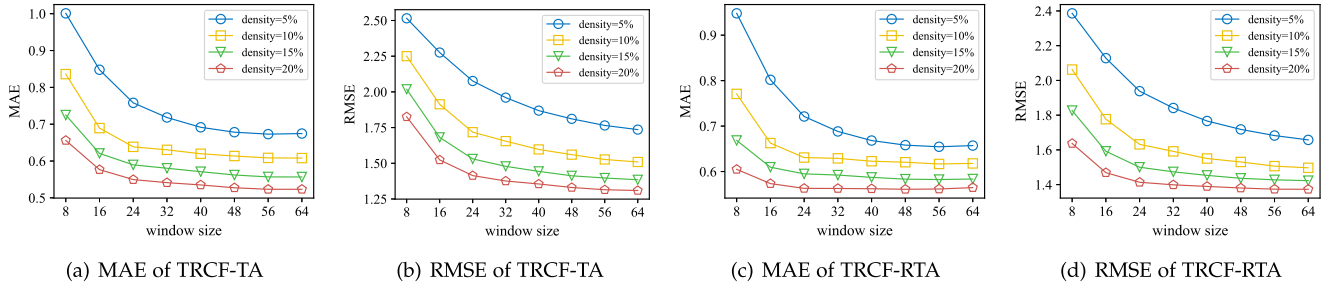 1.0
0.9
0.8
0.7
0.6
0.5
MAE
8 16 24 32 40 48 56 64
window size
density=5%
density=10%
density=15%
density=20%
(a) MAE of TRCF-TA
2.50
2.25
2.00
1.75
1.50
1.25
RMSE
8 16 24 32 40 48 56 64
window size
density=5%
density=10%
density=15%
density=20%
(b) RMSE of TRCF-TA
0.9
0.8
0.7
0.6
MAE
8 16 24 32 40 48 56 64
window size
density=5%
density=10%
density=15%
density=20%
(c) MAE of TRCF-RTA
2.4
2.2
2.0
1.8
1.6
1.4
RMSE
8 16 24 32 40 48 56 64
window size
density=5%
density=10%
density=15%
density=20%
(d) RMSE of TRCF-RTA